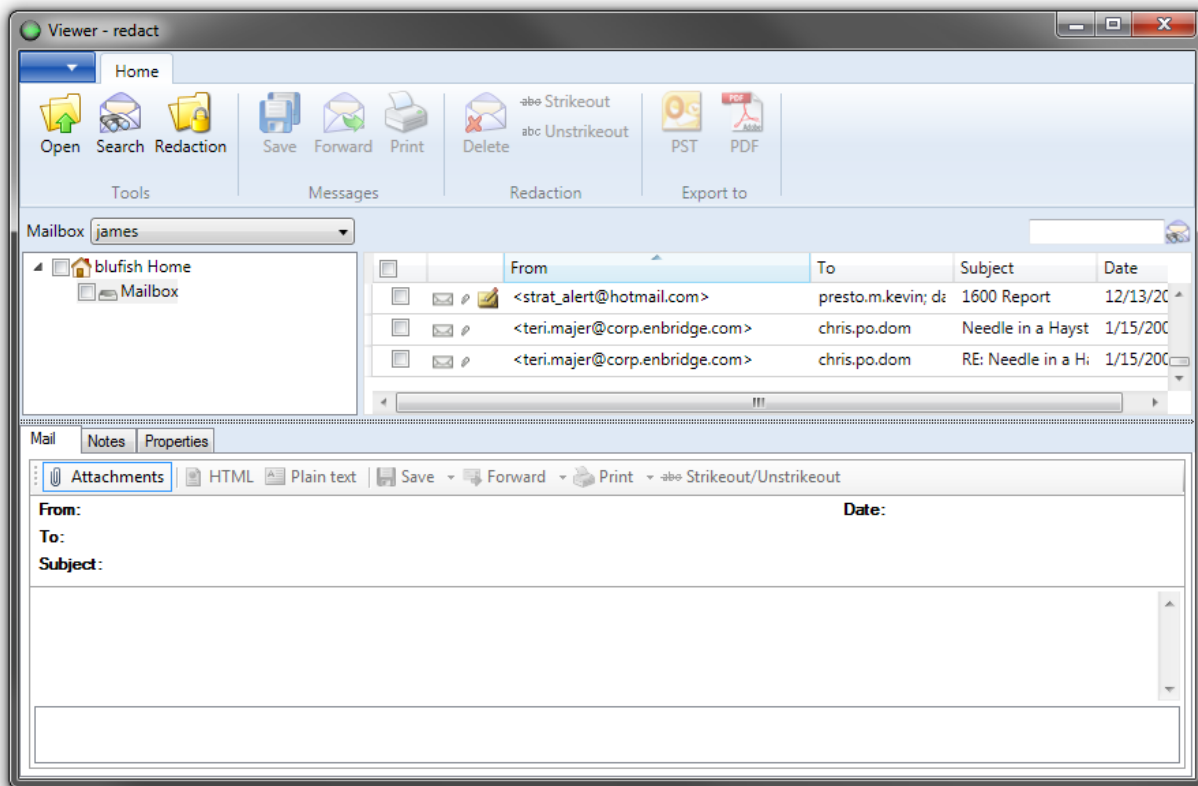 Viewer - redact
Home
Open Search Redaction Save Forward Print Delete abc Strikeout abc Unstrikeout PST PDF
Tools Messages Redaction Export to
Mailbox james
blufish Home
Mailbox
From To Subject Date
<strat_alert@hotmail.com> presto.m.kevin; da 1600 Report 12/13/20
<teri.majer@corp.enbridge.com> chris.po.dom Needle in a Hayst 1/15/200
<teri.majer@corp.enbridge.com> chris.po.dom RE: Needle in a Ha 1/15/200
Mail Notes Properties
Attachments HTML Plain text Save Forward Print abc Strikeout/Unstrikeout
From: Date:
To:
Subject: